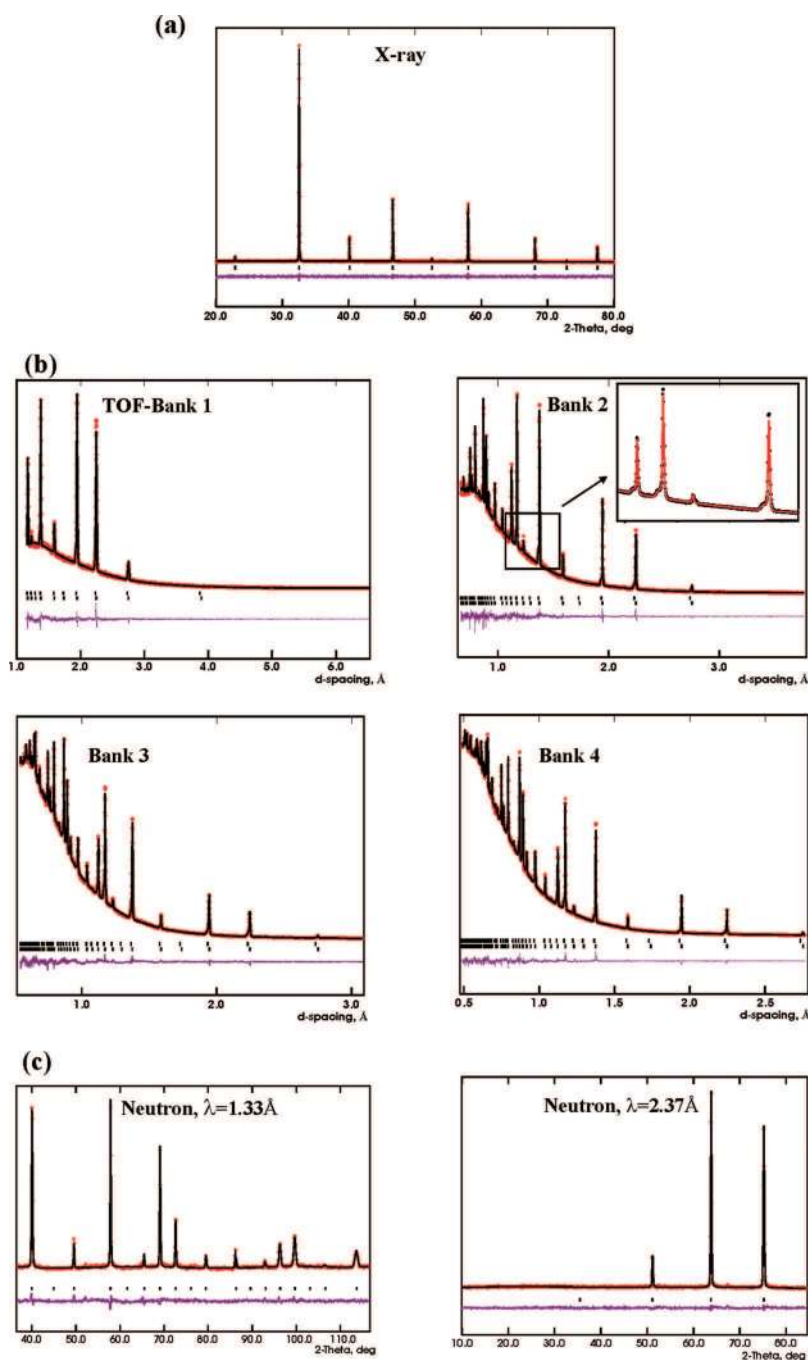 (a)
X-ray
20.0 30.0 40.0 50.0 60.0 70.0 80.0
2-Theta, deg
(b)
TOF-Bank 1
1.0 2.0 3.0 4.0 5.0 6.0
d-spacing, Å
Bank 2
1.0 2.0 3.0
d-spacing, Å
Bank 3
1.0 2.0 3.0
d-spacing, Å
Bank 4
0.5 1.0 1.5 2.0 2.5
d-spacing, Å
(c)
Neutron, λ=1.33Å
40.0 50.0 60.0 70.0 80.0 90.0 100.0 110.0
2-Theta, deg
Neutron, λ=2.37Å
10.0 20.0 30.0 40.0 50.0 60.0 70.0 80.0
2-Theta, deg